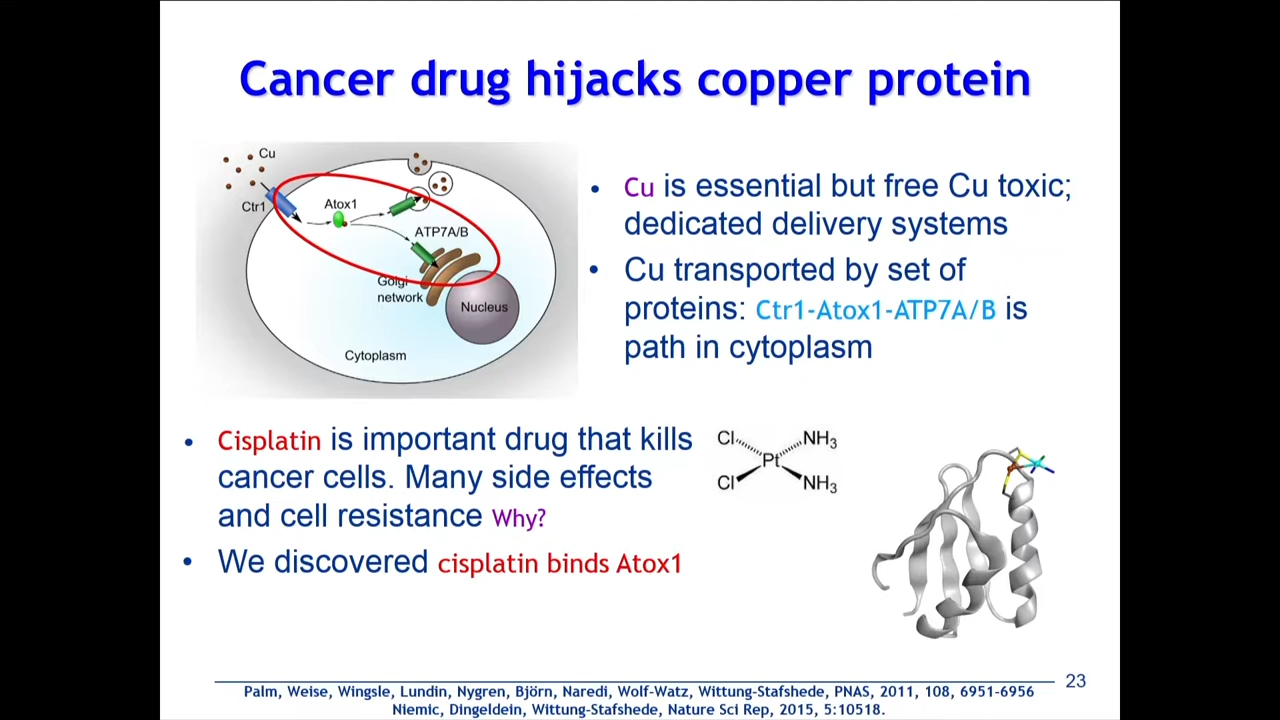 Cancer drug hijacks copper protein
Cu
Ctr1
Atox1
ATP7A/B
Golgi
network
Nucleus
Cytoplasm
• Cu is essential but free Cu toxic;
dedicated delivery systems
• Cu transported by set of
proteins: Ctr1-Atox1-ATP7A/B is
path in cytoplasm
• Cisplatin is important drug that kills
cancer cells. Many side effects
and cell resistance Why?
• We discovered cisplatin binds Atox1
Cl NH3
Pt
Cl NH3
23
Palm, Weise, Wingsle, Lundin, Nygren, Björn, Naredi, Wolf-Watz, Wittung-Stafshede, PNAS, 2011, 108, 6951-6956
Niemic, Dingeldein, Wittung-Stafshede, Nature Sci Rep, 2015, 5:10518.